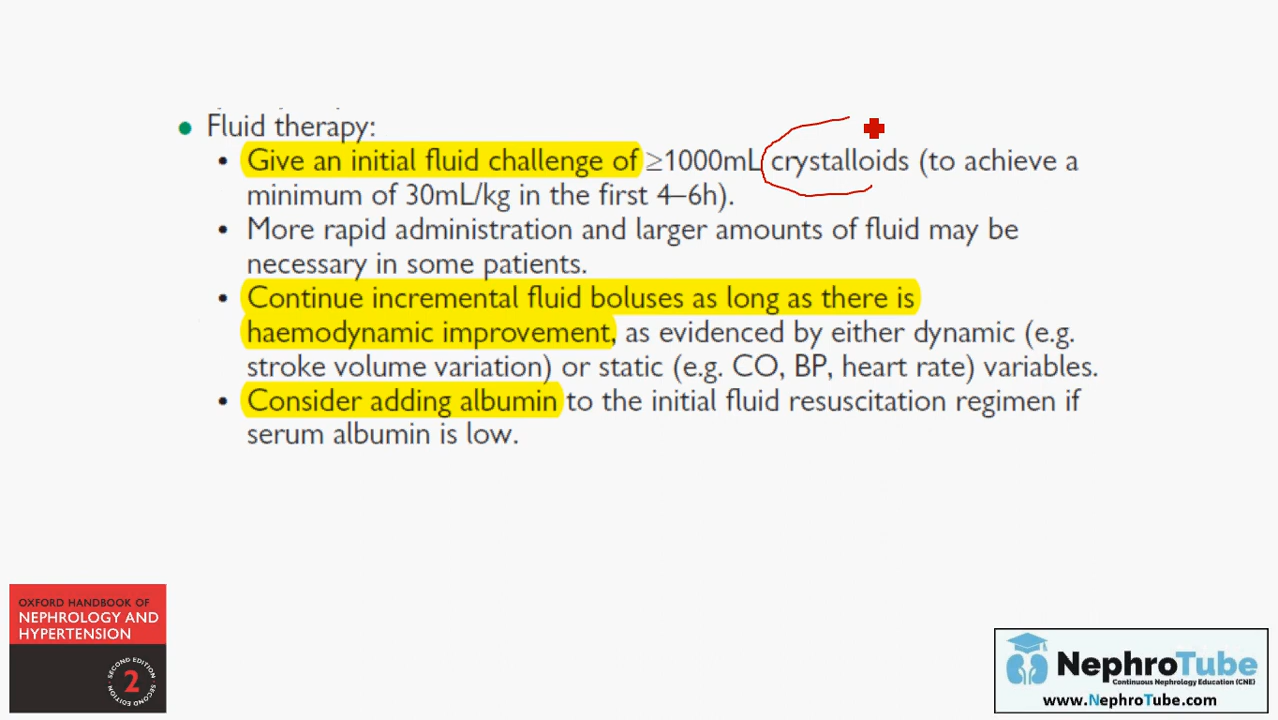 Fluid therapy:
Give an initial fluid challenge of ≥1000mL crystalloids (to achieve a
minimum of 30mL/kg in the first 4–6h).
More rapid administration and larger amounts of fluid may be
necessary in some patients.
Continue incremental fluid boluses as long as there is
haemodynamic improvement, as evidenced by either dynamic (e.g.
stroke volume variation) or static (e.g. CO, BP, heart rate) variables.
Consider adding albumin to the initial fluid resuscitation regimen if
serum albumin is low.
OXFORD HANDBOOK OF
NEPHROLOGY AND
HYPERTENSION
SECOND EDITION · SECOND EDITION ·
2
NephroTube
Continuous Nephrology Education (CNE)
www.NephroTube.com